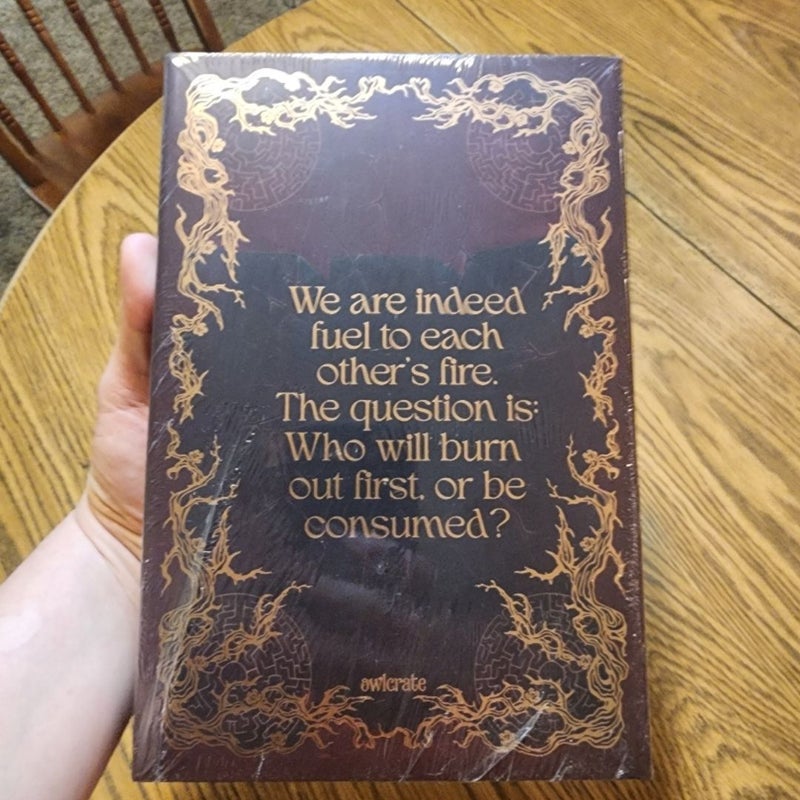 We are indeed
fuel to each
other's fire.
The question is:
Who will burn
out first, or be
consumed?
owlcrate